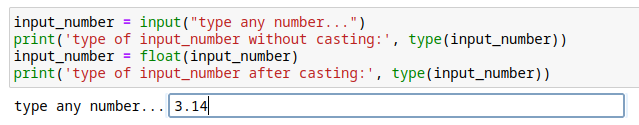 input_number = input("type any number...")
print('type of input_number without casting:', type(input_number))
input_number = float(input_number)
print('type of input_number after casting:', type(input_number))
type any number... 3.14